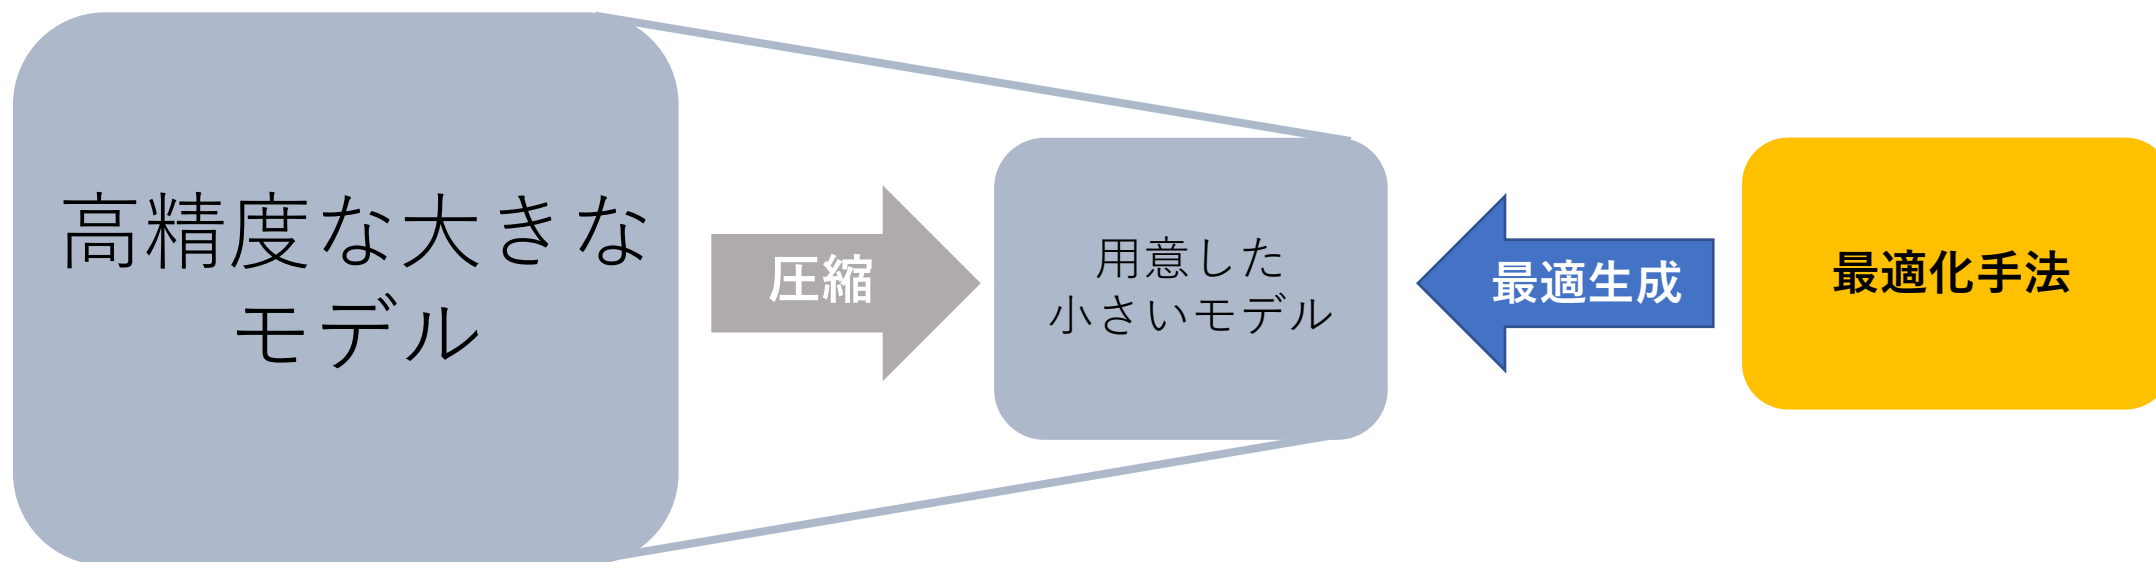 高精度な大きな
モデル
圧縮
用意した
小さいモデル
最適生成
最適化手法